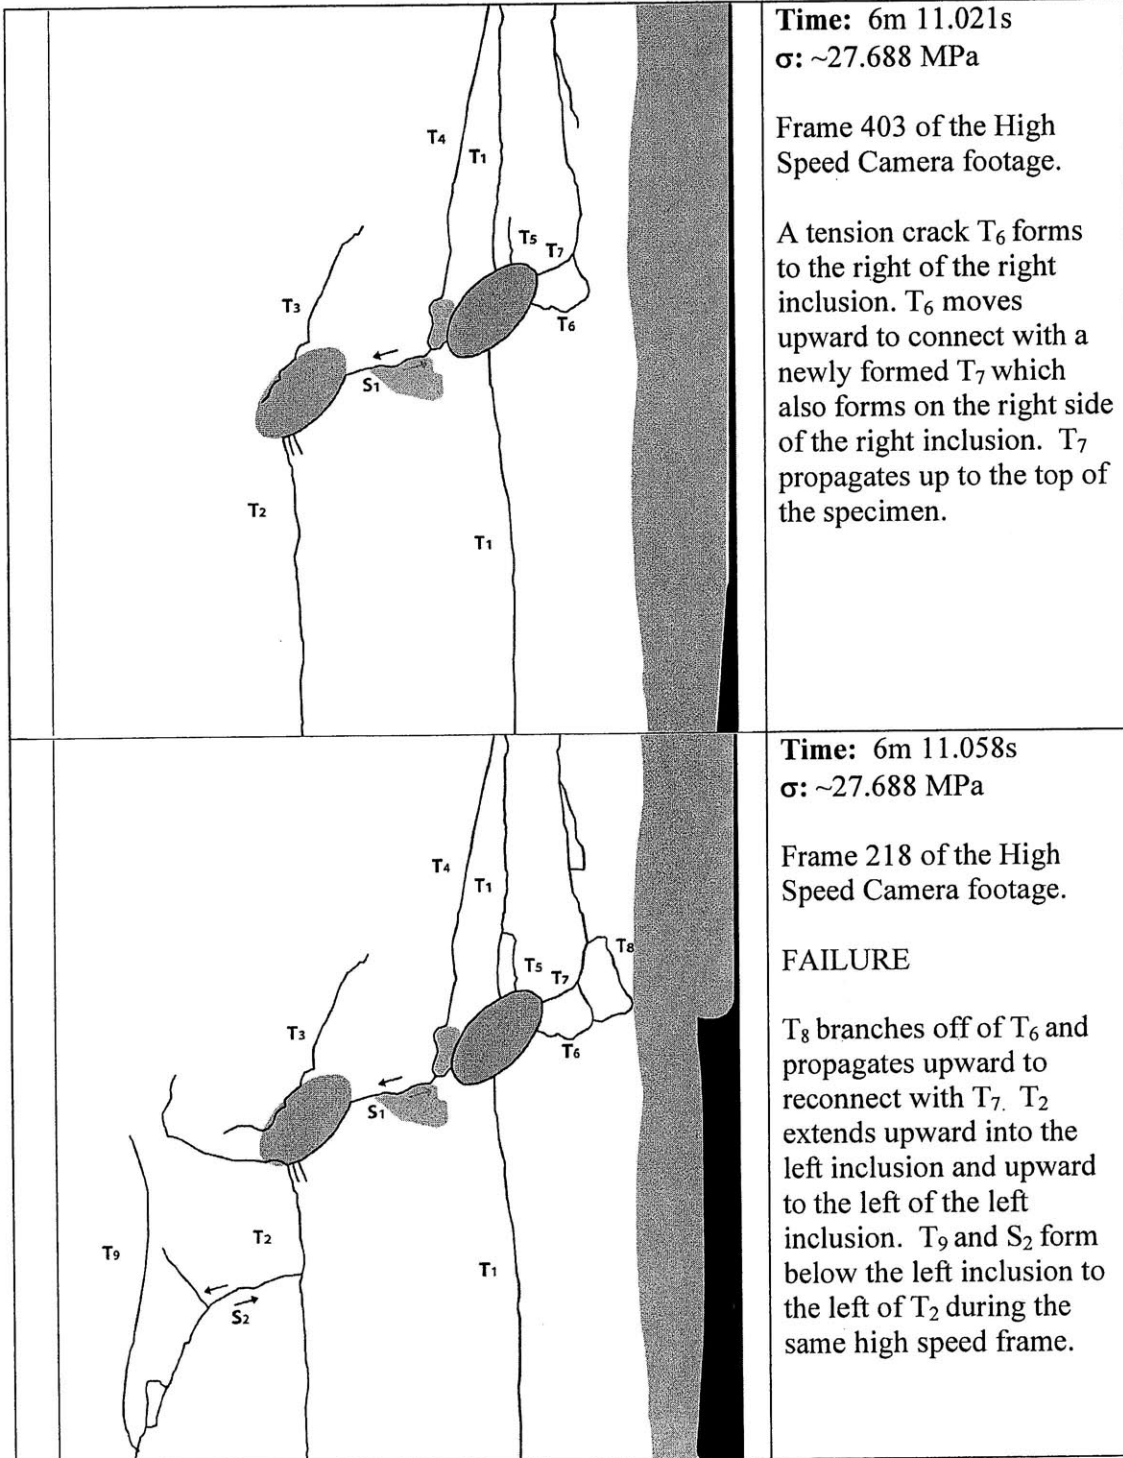 Time: 6m 11.021s
σ: ~27.688 MPa
Frame 403 of the High
Speed Camera footage.
A tension crack T6 forms
to the right of the right
inclusion. T6 moves
upward to connect with a
newly formed T7 which
also forms on the right side
of the right inclusion. T7
propagates up to the top of
the specimen.
T4
T1
T5
T7
T3
T6
S1
T2
T1
Time: 6m 11.058s
σ: ~27.688 MPa
Frame 218 of the High
Speed Camera footage.
FAILURE
T8 branches off of T6 and
propagates upward to
reconnect with T7. T2
extends upward into the
left inclusion and upward
to the left of the left
inclusion. T9 and S2 form
below the left inclusion to
the left of T2 during the
same high speed frame.
T4
T1
T8
T5
T7
T3
T6
S1
T9
T2
T1
S2